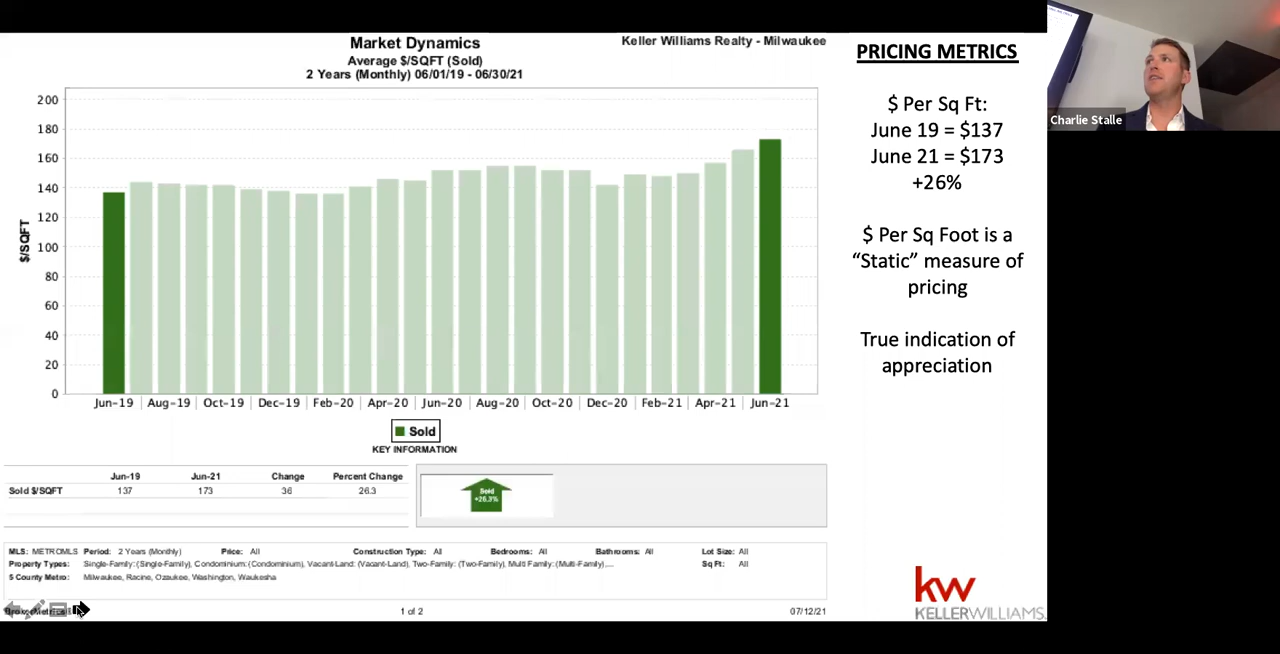 Market Dynamics
Keller Williams Realty - Milwaukee
Average $/SQFT (Sold)
2 Years (Monthly) 06/01/19 - 06/30/21
200
180
160
140
120
100
80
60
40
20
0
$/SQFT
Jun-19 Aug-19 Oct-19 Dec-19 Feb-20 Apr-20 Jun-20 Aug-20 Oct-20 Dec-20 Feb-21 Apr-21 Jun-21
Sold
KEY INFORMATION
Jun-19 Jun-21 Change Percent Change
Sold $/SQFT 137 173 36 26.3
Sold
+26.3%
MLS: METROMLS Period: 2 Years (Monthly) Price: All Construction Type: All Bedrooms: All Bathrooms: All Lot Size: All
Property Types: Single-Family: (Single-Family), Condominium: (Condominium), Vacant-Land: (Vacant-Land), Two-Family: (Two-Family), Multi Family: (Multi-Family),... Sq Ft: All
5 County Metro: Milwaukee, Racine, Ozaukee, Washington, Waukesha
1 of 2
07/12/21
PRICING METRICS
$ Per Sq Ft:
June 19 = $137
June 21 = $173
+26%
$ Per Sq Foot is a
“Static” measure of
pricing
True indication of
appreciation
kw
KELLERWILLIAMS.
Charlie Stalle